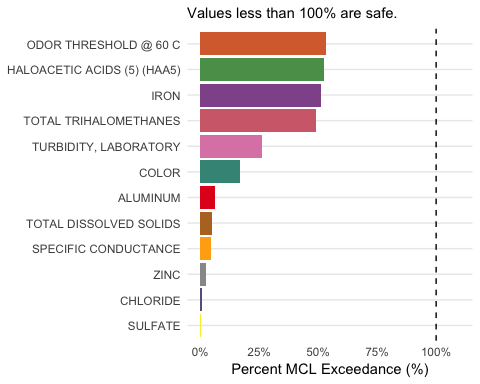 Values less than 100% are safe.
ODOR THRESHOLD @ 60 C
HALOACETIC ACIDS (5) (HAA5)
IRON
TOTAL TRIHALOMETHANES
TURBIDITY, LABORATORY
COLOR
ALUMINUM
TOTAL DISSOLVED SOLIDS
SPECIFIC CONDUCTANCE
ZINC
CHLORIDE
SULFATE
0% 25% 50% 75% 100%
Percent MCL Exceedance (%)